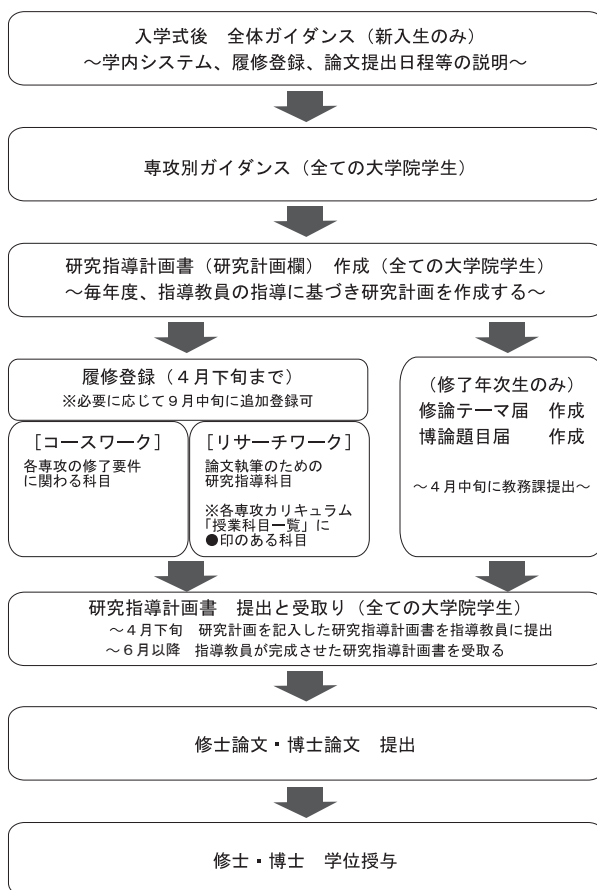 入学式後　全体ガイダンス（新入生のみ）
～学内システム、履修登録、論文提出日程等の説明～
専攻別ガイダンス（全ての大学院学生）
研究指導計画書（研究計画欄）　作成（全ての大学院学生）
～毎年度、指導教員の指導に基づき研究計画を作成する～
履修登録（４月下旬まで）
※必要に応じて９月中旬に追加登録可
［コースワーク］
各専攻の修了要件
に関わる科目
［リサーチワーク］
論文執筆のための
研究指導科目
※各専攻カリキュラム
「授業科目一覧」に
●印のある科目
（修了年次生のみ）
修論テーマ届　作成
博論題目届　　作成
～４月中旬に教務課提出～
研究指導計画書　提出と受取り（全ての大学院学生）
～４月下旬　研究計画を記入した研究指導計画書を指導教員に提出
～６月以降　指導教員が完成させた研究指導計画書を受取る
修士論文・博士論文　提出
修士・博士　学位授与